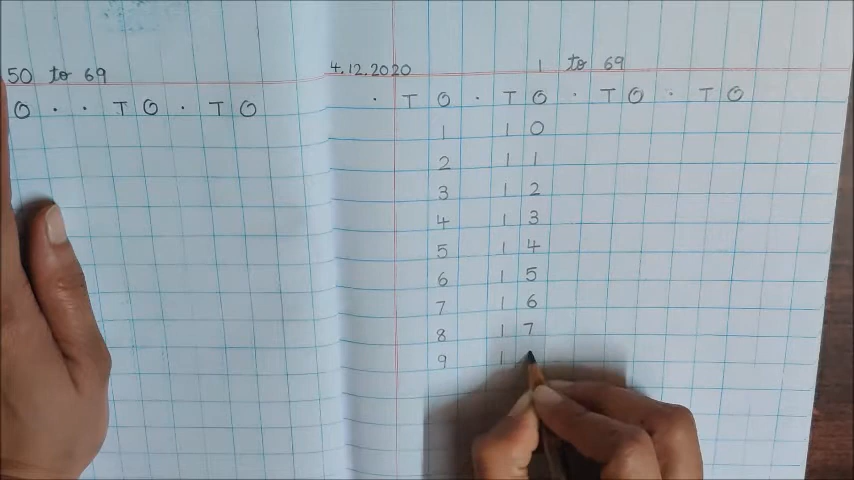 50 to 69
O . . T O . T O
4.12.2020 1 to 69
. T O . T O . T O . T O
1 1 0
2 1 1
3 1 2
4 1 3
5 1 4
6 1 5
7 1 6
8 1 7
9 1